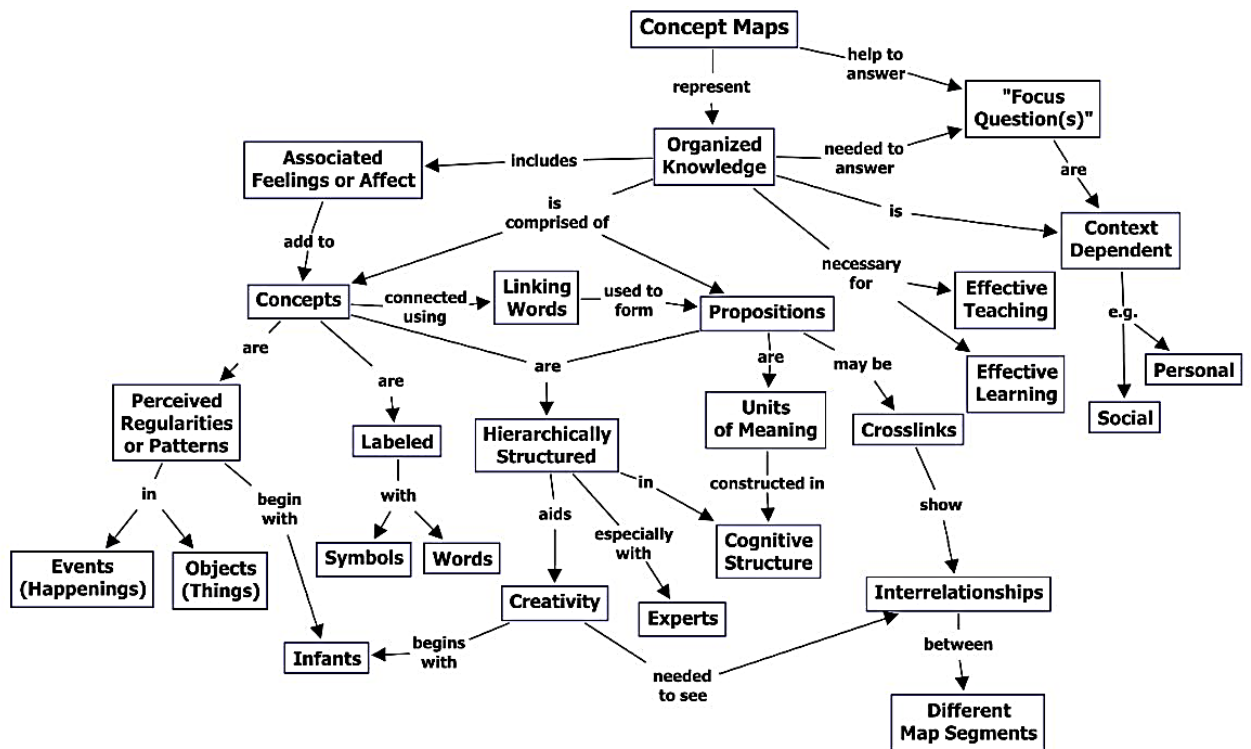 Concept Maps
help to
answer
represent
"Focus
Question(s)"
Organized
Knowledge
needed to
answer
includes
Associated
Feelings or Affect
are
is
is
comprised of
Context
Dependent
add to
necessary
for
Concepts
connected
using
Linking
Words
used to
form
Propositions
Effective
Teaching
e.g.
are
are
are
are
may be
Effective
Learning
Personal
Perceived
Regularities
or Patterns
Labeled
Hierarchically
Structured
Units
of Meaning
Crosslinks
Social
in
begin
with
with
aids
in
especially
with
constructed in
show
Events
(Happenings)
Objects
(Things)
Symbols
Words
Cognitive
Structure
Creativity
Experts
Interrelationships
Infants
begins
with
needed
to see
between
Different
Map Segments